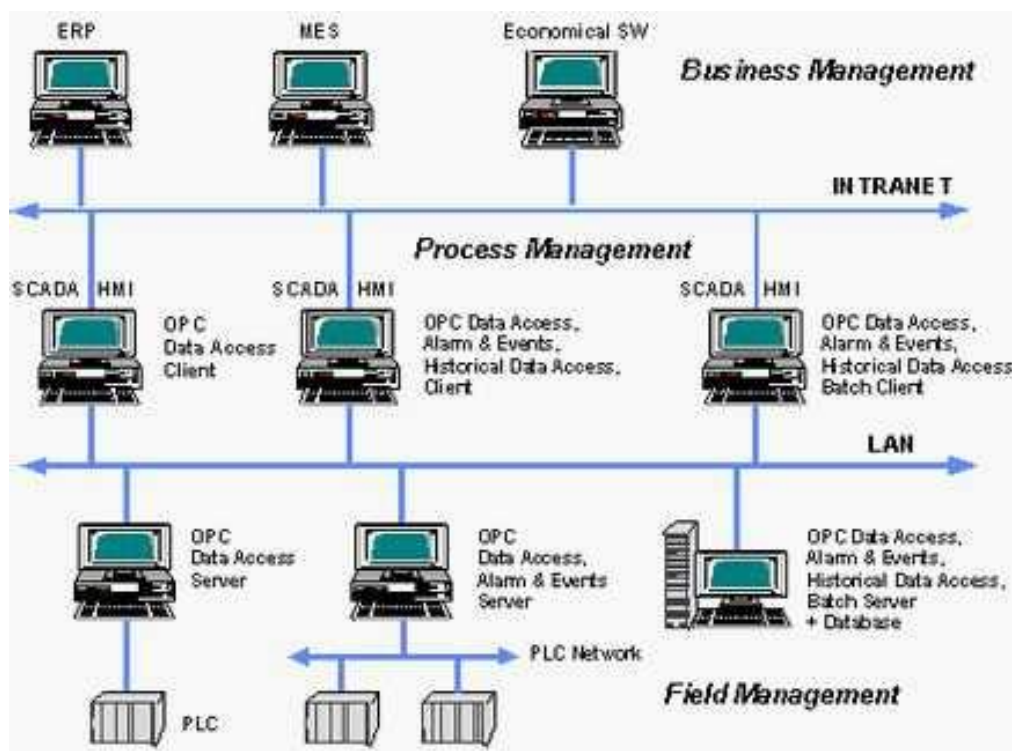 ERP
MES
Economical SW
Business Management
INTRANET
Process Management
SCADA
HMI
OPC
Data Access
Client
SCADA
HMI
OPC Data Access,
Alarm & Events,
Historical Data Access,
Client
SCADA
HMI
OPC Data Access,
Alarm & Events,
Historical Data Access
Batch Client
LAN
OPC
Data Access
Server
OPC
Data Access,
Alarm & Events
Server
OPC Data Access,
Alarm & Events,
Historical Data Access,
Batch Server
+ Database
PLC Network
Field Management
PLC